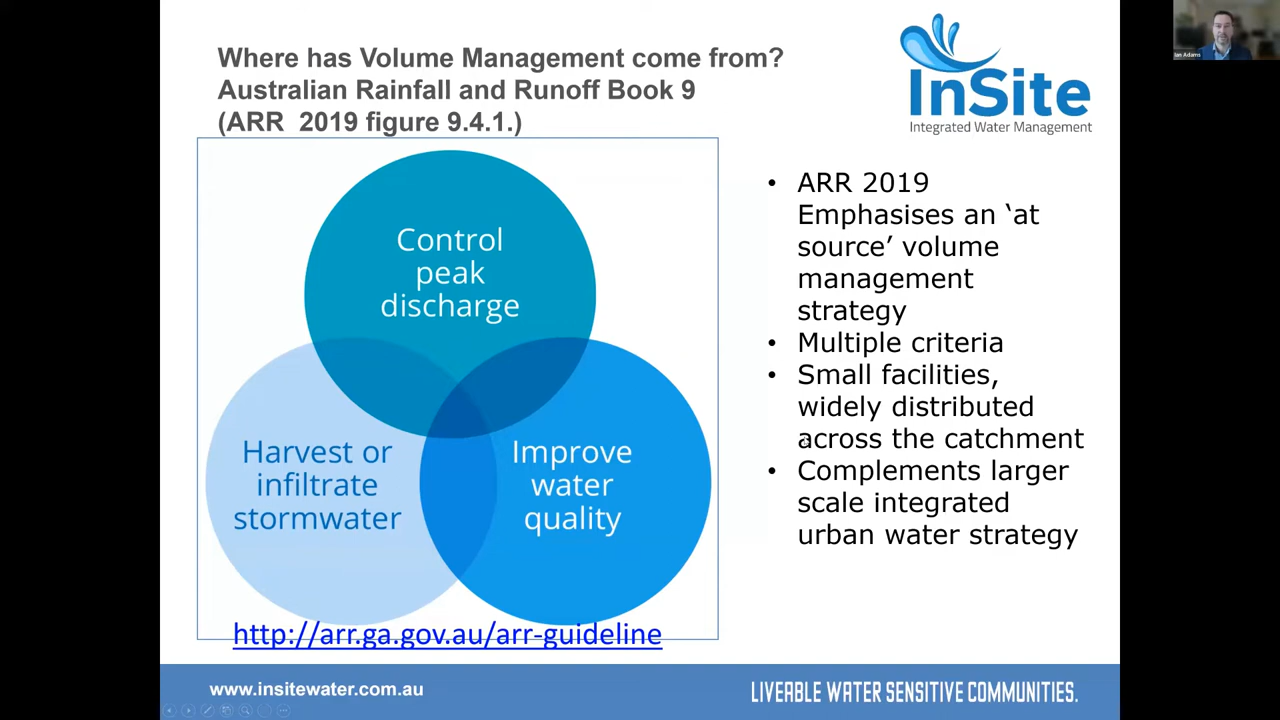 Where has Volume Management come from?
Australian Rainfall and Runoff Book 9
(ARR 2019 figure 9.4.1.)
InSite
Integrated Water Management
Ian Adams
Control
peak
discharge
Harvest or
infiltrate
stormwater
Improve
water
quality
http://arr.ga.gov.au/arr-guideline
• ARR 2019
Emphasises an ‘at
source’ volume
management
strategy
• Multiple criteria
• Small facilities,
widely distributed
across the catchment
• Complements larger
scale integrated
urban water strategy
www.insitewater.com.au
LIVEABLE WATER SENSITIVE COMMUNITIES.